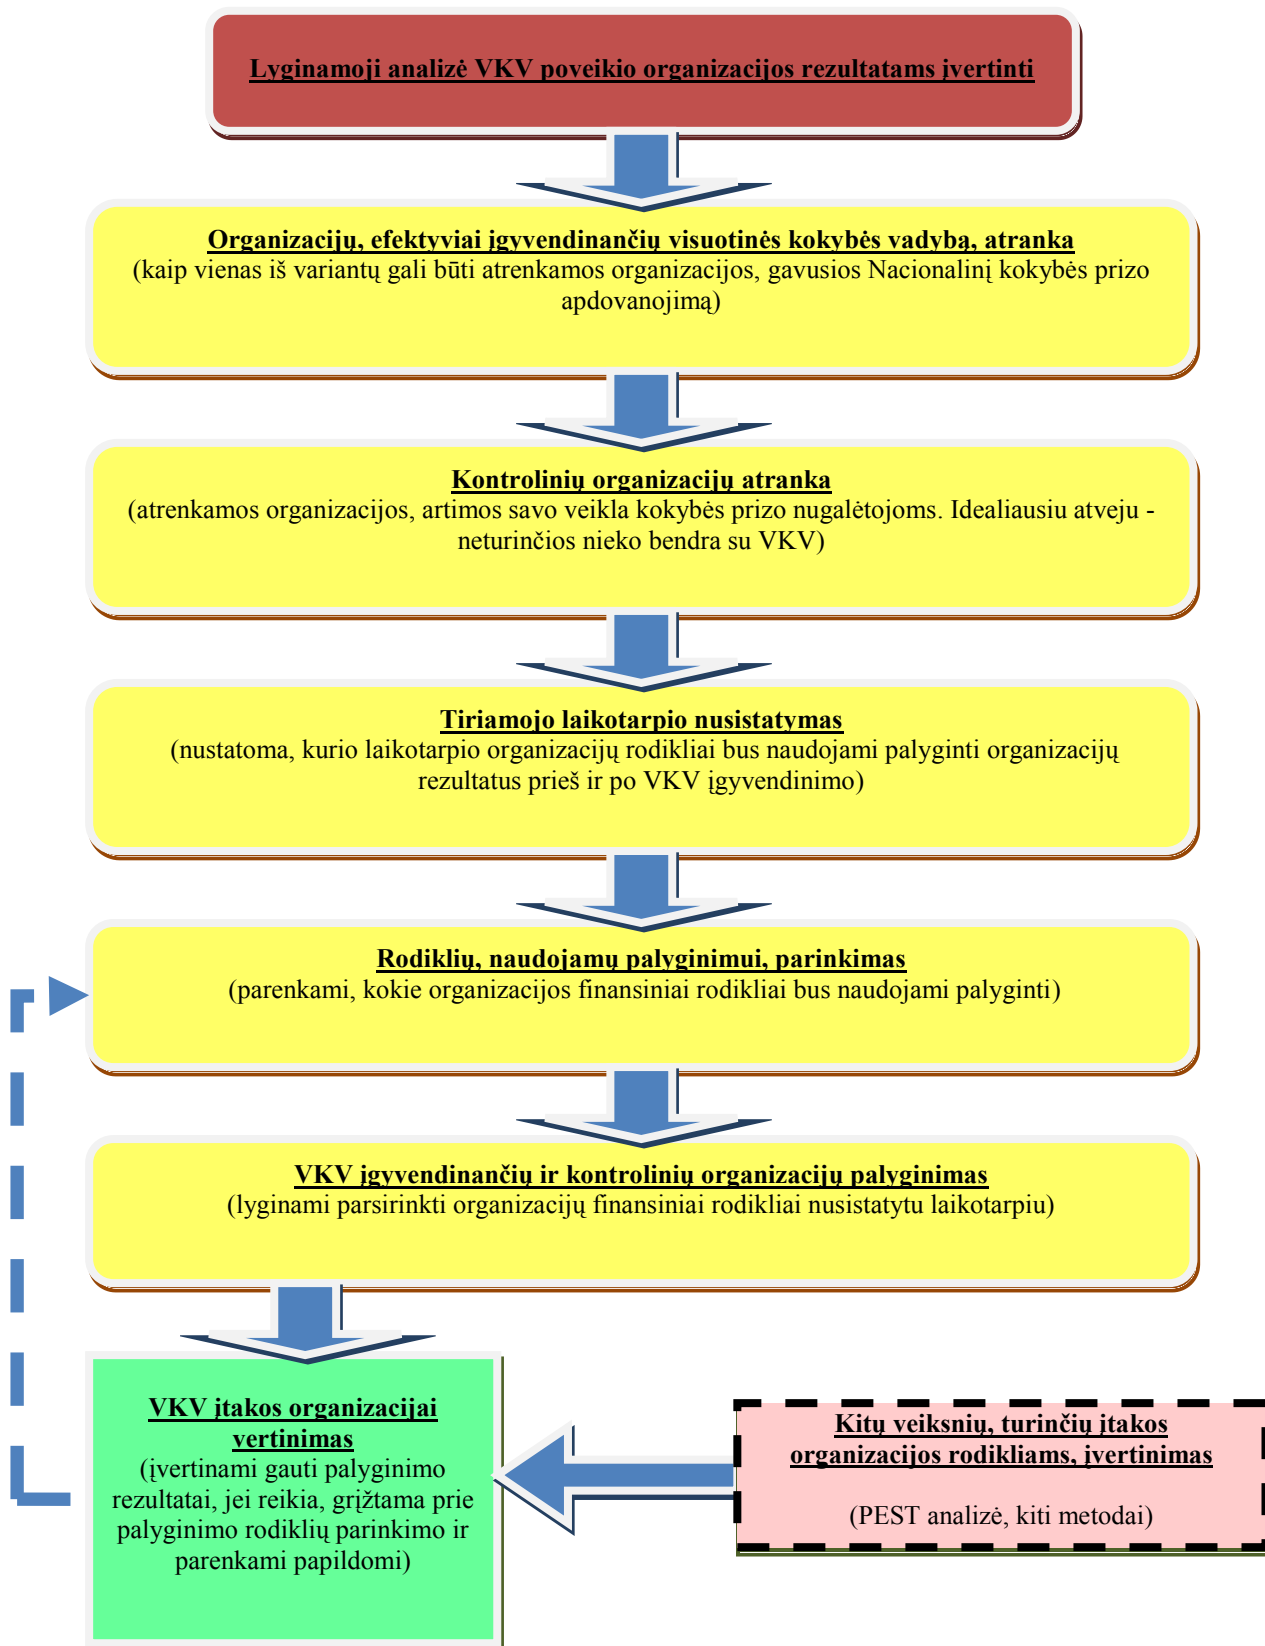 Lyginamoji analizė VKV poveikio organizacijos rezultatams įvertinti
Organizacijų, efektyviai įgyvendinančių visuotinės kokybės vadybą, atranka
(kaip vienas iš variantų gali būti atrenkamos organizacijos, gavusios Nacionalinį kokybės prizo
apdovanojimą)
Kontrolinių organizacijų atranka
(atrenkamos organizacijos, artimos savo veikla kokybės prizo nugalėtojoms. Idealiausiu atveju -
neturinčios nieko bendra su VKV)
Tiriamojo laikotarpio nusistatymas
(nustatoma, kurio laikotarpio organizacijų rodikliai bus naudojami palyginti organizacijų
rezultatus prieš ir po VKV įgyvendinimo)
Rodiklių, naudojamų palyginimui, parinkimas
(parenkami, kokie organizacijos finansiniai rodikliai bus naudojami palyginti)
VKV įgyvendinančių ir kontrolinių organizacijų palyginimas
(lyginami parsirinkti organizacijų finansiniai rodikliai nusistatytu laikotarpiu)
VKV įtakos organizacijai
vertinimas
(įvertinami gauti palyginimo
rezultatai, jei reikia, grįžtama prie
palyginimo rodiklių parinkimo ir
parenkami papildomi)
Kitų veiksnių, turinčių įtakos
organizacijos rodikliams, įvertinimas
(PEST analizė, kiti metodai)